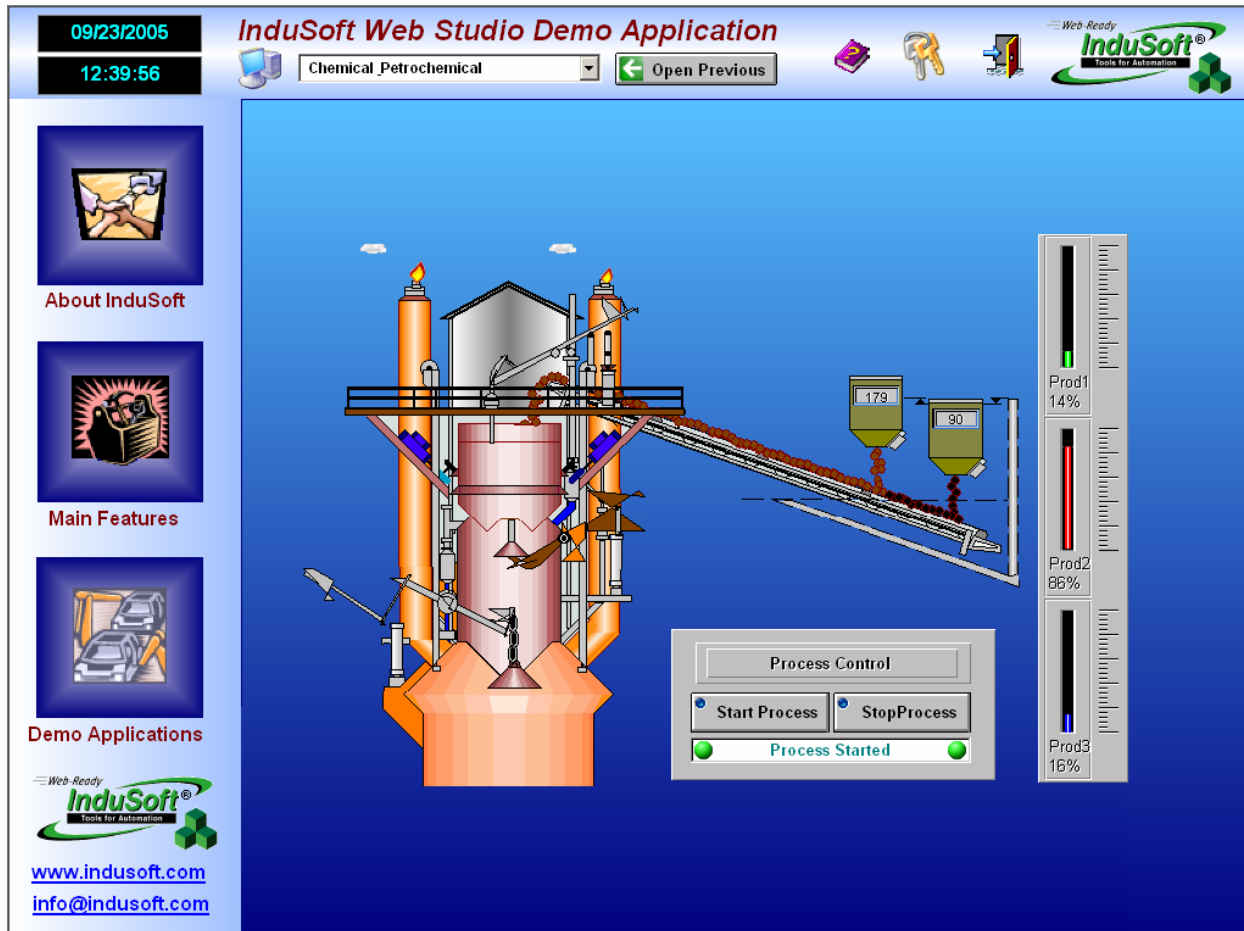 09/23/2005
12:39:56
InduSoft Web Studio Demo Application
Chemical_Petrochemical
Open Previous
Web-Ready
InduSoft®
Tools for Automation
About InduSoft
Main Features
Demo Applications
Web-Ready
InduSoft®
Tools for Automation
www.indusoft.com
info@indusoft.com
179
90
Process Control
Start Process
StopProcess
Process Started
Prod1
14%
Prod2
86%
Prod3
16%